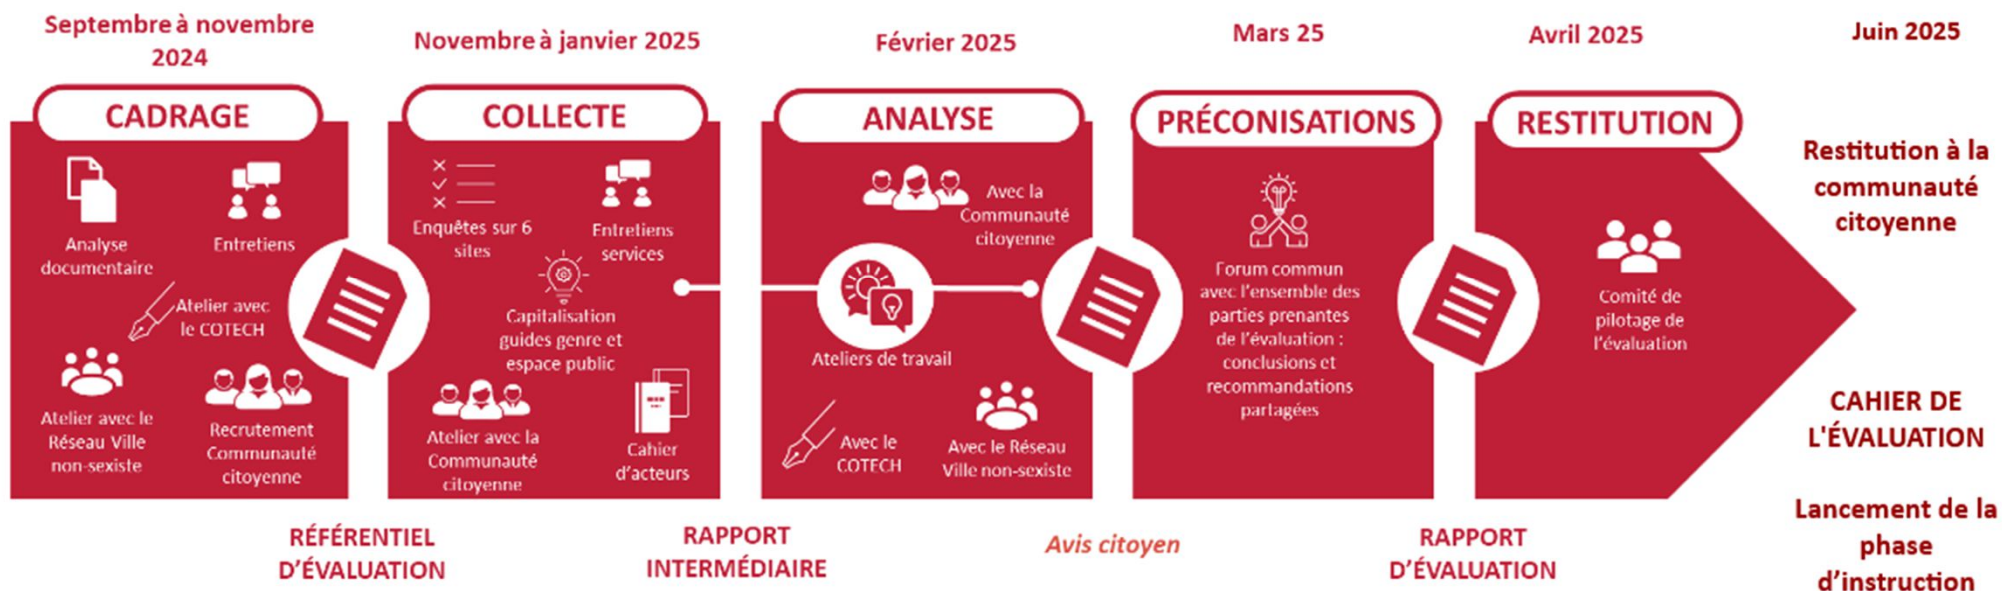 Septembre à novembre
2024
CADRAGE
Analyse
documentaire
Entretiens
Atelier avec
le COTECH
Atelier avec le
Réseau Ville
non-sexiste
Recrutement
Communauté
citoyenne
RÉFÉRENTIEL
D'ÉVALUATION
Novembre à janvier 2025
COLLECTE
Enquêtes sur 6
sites
Entretiens
services
Capitalisation
guides genre et
espace public
Atelier avec la
Communauté
citoyenne
Cahier
d'acteurs
RAPPORT
INTERMÉDIAIRE
Février 2025
ANALYSE
Avec la
Communauté
citoyenne
Ateliers de travail
Avec le
COTECH
Avec le Réseau
Ville non-sexiste
Avis citoyen
Mars 25
PRÉCONISATIONS
Forum commun
avec l'ensemble des
parties prenantes
de l'évaluation :
conclusions et
recommandations
partagées
RAPPORT
D'ÉVALUATION
Avril 2025
RESTITUTION
Comité de
pilotage de
l'évaluation
Juin 2025
Restitution à la
communauté
citoyenne
CAHIER DE
L'ÉVALUATION
Lancement de la
phase
d'instruction